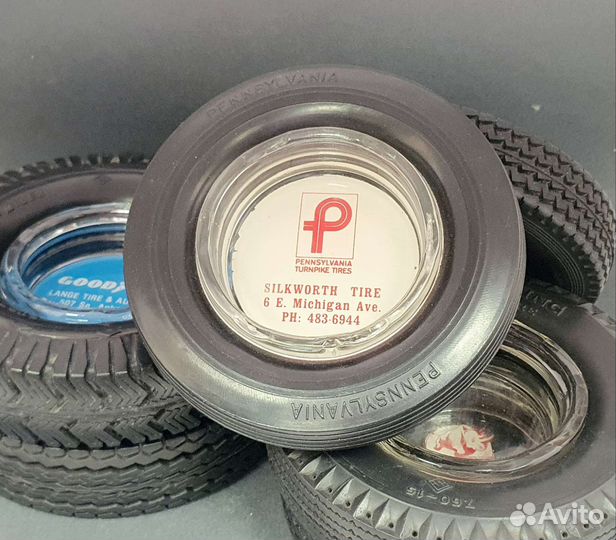 PENNSYLVANIA
P
PENNSYLVANIA
TURNPIKE TIRES
SILKWORTH TIRE
6 E. Michigan Ave.
PH: 483-6944
PENNSYLVANIA
LANGE TIRE & AU
7.60-15
Avito